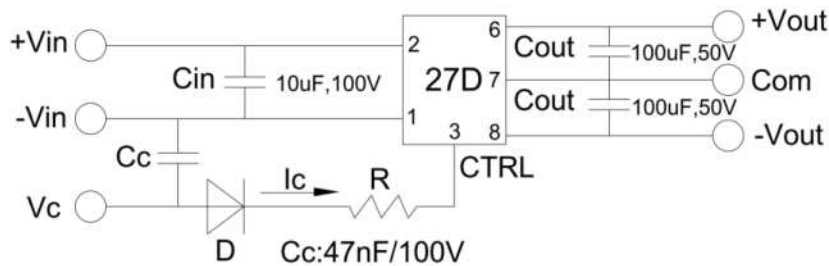 +Vin
-Vin
Vc
Cin
10uF,100V
Cc
D
Ic
R
Cc:47nF/100V
2
1
27D
6
7
3
8
CTRL
Cout
100uF,50V
Cout
100uF,50V
+Vout
Com
-Vout